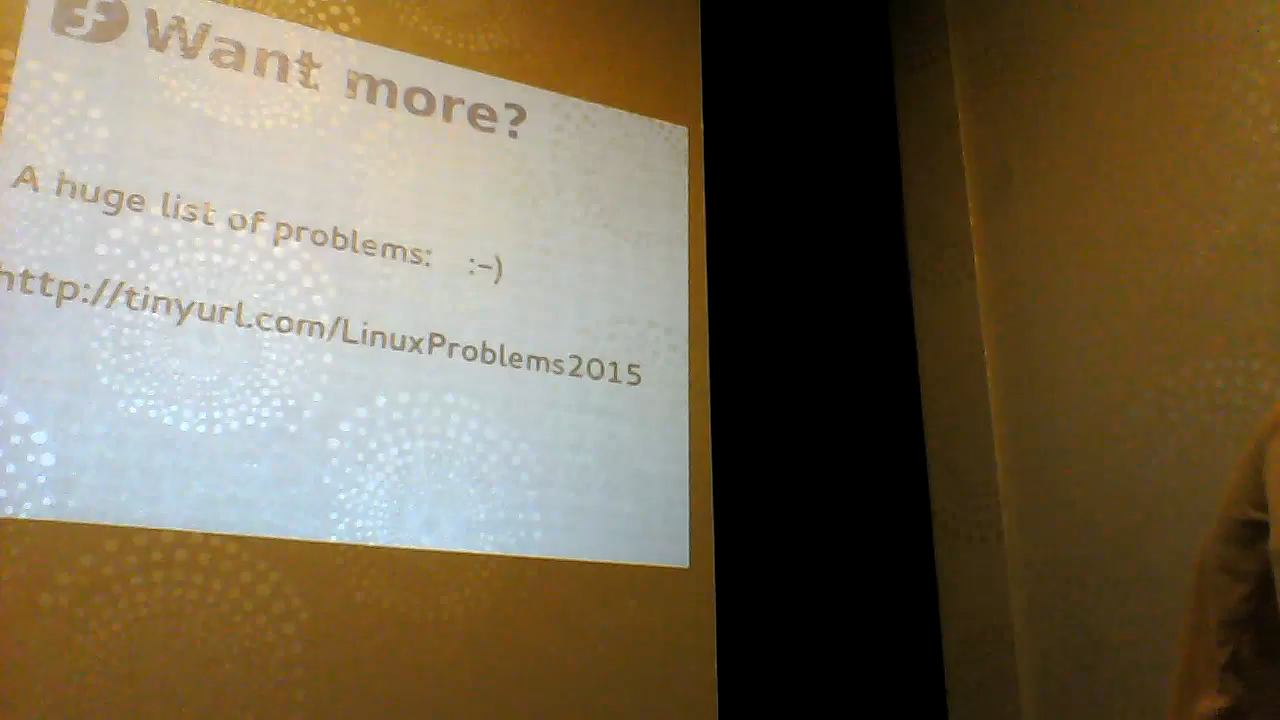 Want more?
A huge list of problems: :-)
http://tinyurl.com/LinuxProblems2015